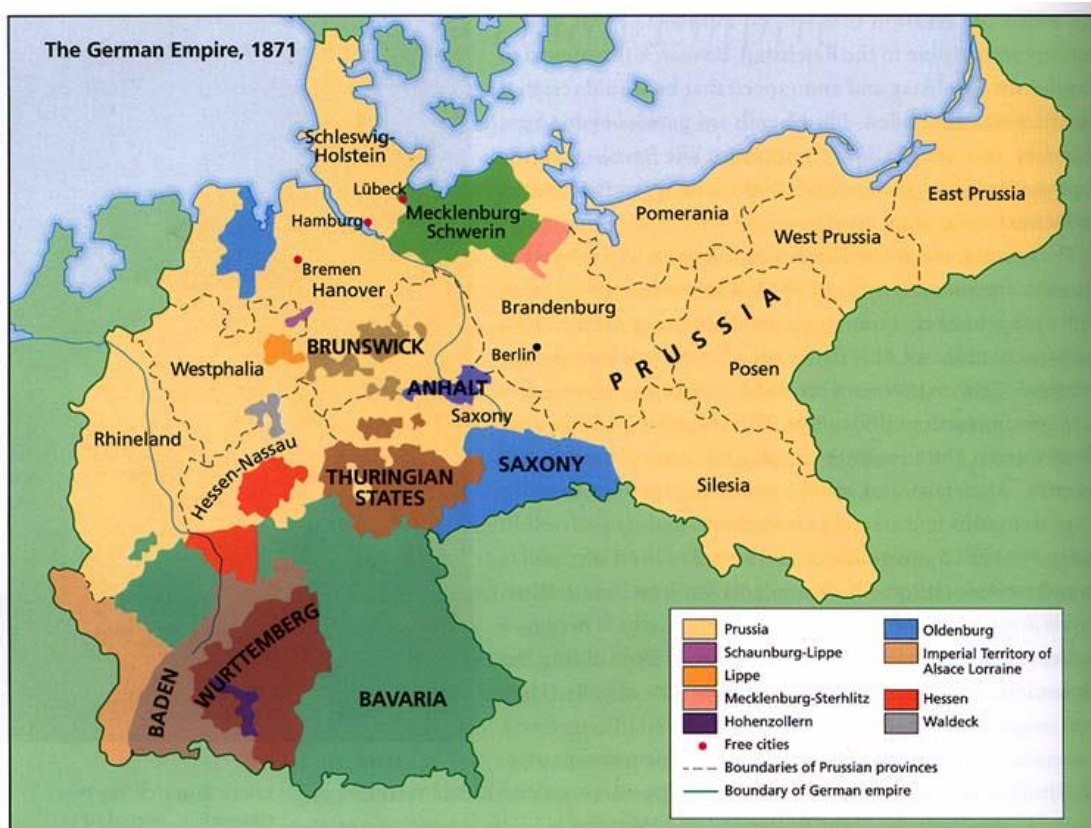 The German Empire, 1871
Schleswig-
Holstein
Lübeck
Hamburg
Mecklenburg-
Schwerin
Pomerania
East Prussia
West Prussia
Bremen
Hanover
Brandenburg
Berlin
PRUSSIA
Posen
Westphalia
BRUNSWICK
ANHALT
Saxony
Rhineland
Hessen-Nassau
THURINGIAN
STATES
SAXONY
Silesia
BADEN
WURTTEMBERG
BAVARIA
Prussia
Schaunburg-Lippe
Lippe
Mecklenburg-Sterhlitz
Hohenzollern
Oldenburg
Imperial Territory of
Alsace Lorraine
Hessen
Waldeck
Free cities
Boundaries of Prussian provinces
Boundary of German empire